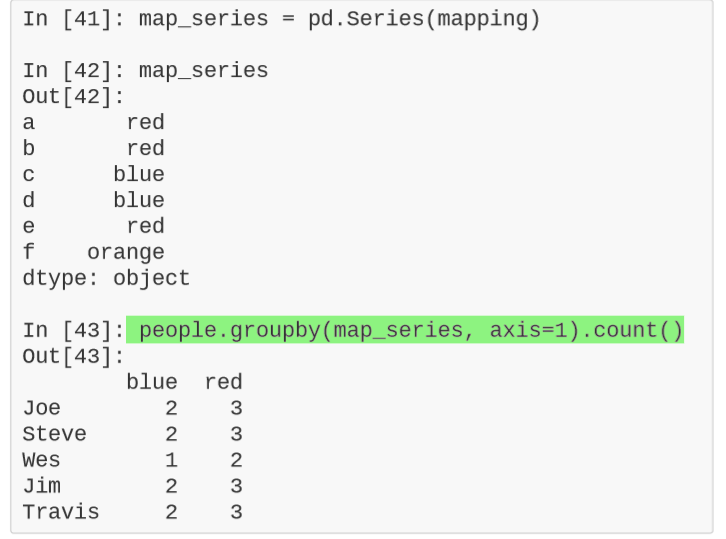 In [41]: map_series = pd.Series(mapping)
In [42]: map_series
Out[42]:
a       red
b       red
c      blue
d      blue
e       red
f    orange
dtype: object
In [43]: people.groupby(map_series, axis=1).count()
Out[43]:
        blue  red
Joe        2    3
Steve      2    3
Wes        1    2
Jim        2    3
Travis     2    3